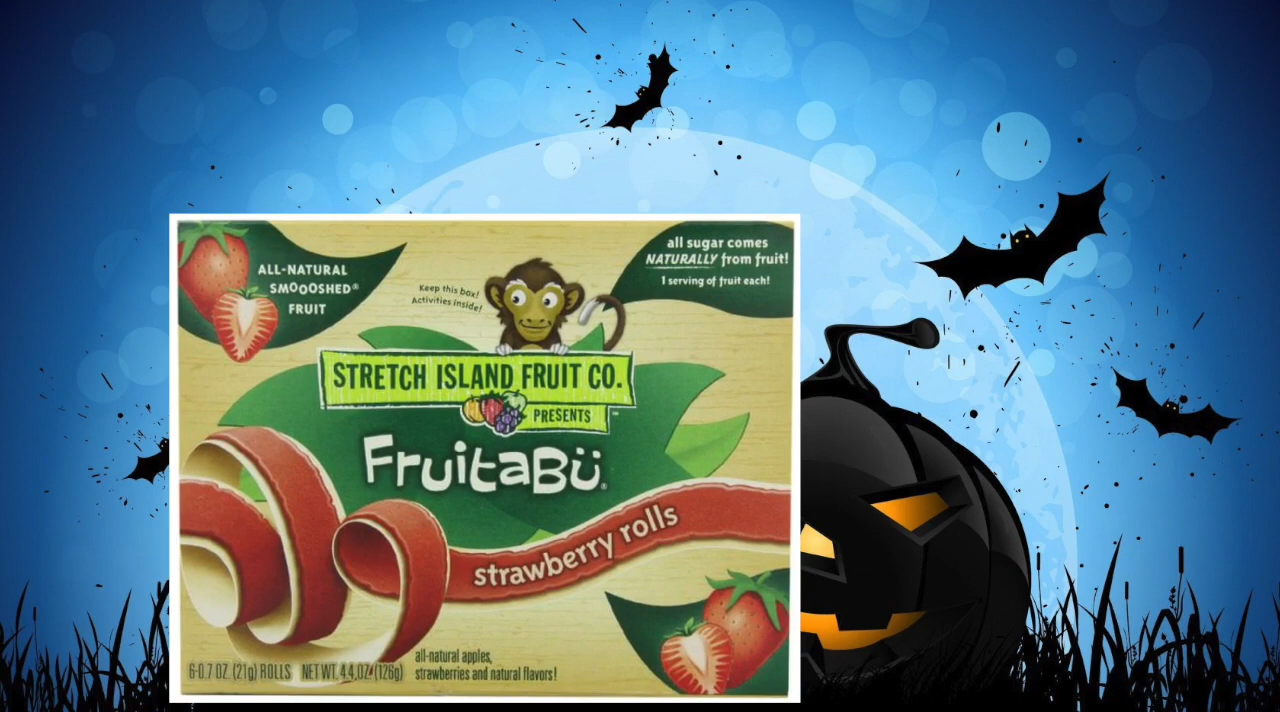 ALL-NATURAL
SMOOOSHED®
FRUIT
Keep this box!
Activities inside!
all sugar comes
NATURALLY from fruit!
1 serving of fruit each!
STRETCH ISLAND FRUIT CO.
PRESENTS ™
FruitaBü®
strawberry rolls
6-0.7 OZ. (21g) ROLLS NET WT. 4.4 OZ. (126g)
all-natural apples,
strawberries and natural flavors!